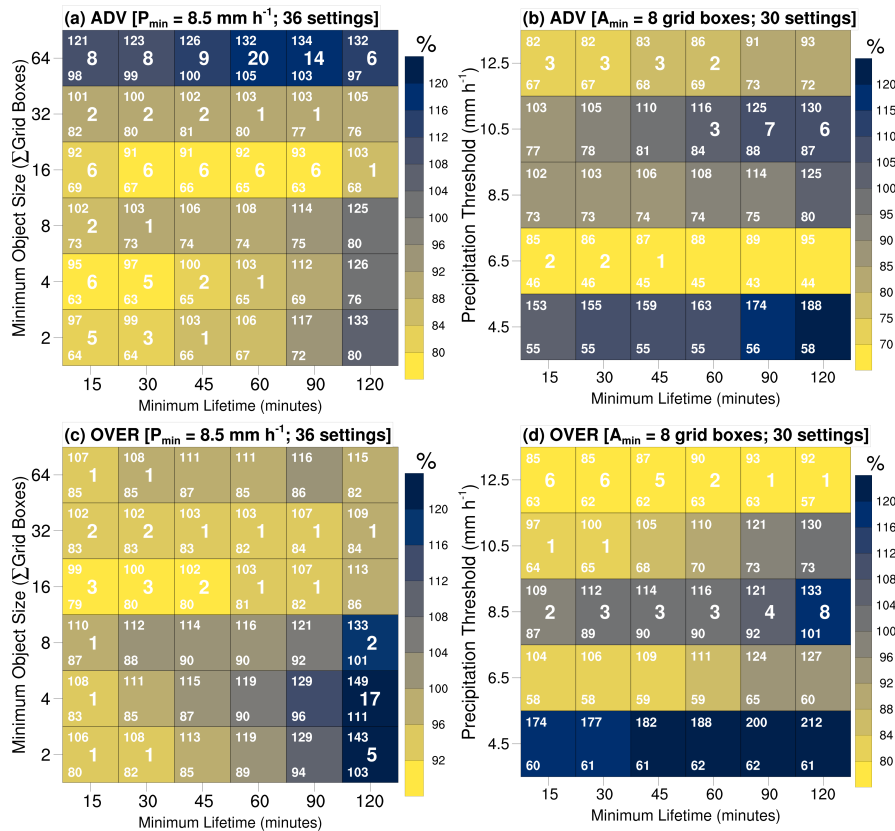 (a) ADV [Pmin = 8.5 mm h-1; 36 settings]
Minimum Object Size (∑Grid Boxes)
121 123 126 132 134 132
64 8 8 9 20 14 6
98 99 100 105 103 97
101 100 102 103 103 105
32 2 2 2 1 1
82 80 81 80 77 76
92 91 91 92 93 103
16 6 6 6 6 6 1
69 67 66 65 63 68
102 103 106 108 114 125
8 2 1
73 73 74 74 75 80
95 97 100 103 112 126
4 6 5 2 1
63 63 65 65 69 76
97 99 103 106 117 133
2 5 3 1
64 64 66 67 72 80
15 30 45 60 90 120
Minimum Lifetime (minutes)
%
120
116
112
108
104
100
96
92
88
84
80
(b) ADV [Amin = 8 grid boxes; 30 settings]
Precipitation Threshold (mm h-1)
82 82 83 86 91 93
12.5 3 3 3 2
67 67 68 69 73 72
103 105 110 116 125 130
10.5 3 7 6
77 78 81 84 88 87
102 103 106 108 114 125
8.5
73 73 74 74 75 80
85 86 87 88 89 95
6.5 2 2 1
46 46 45 45 43 44
153 155 159 163 174 188
4.5
55 55 55 55 56 58
15 30 45 60 90 120
Minimum Lifetime (minutes)
%
120
115
110
105
100
95
90
85
80
75
70
(c) OVER [Pmin = 8.5 mm h-1; 36 settings]
Minimum Object Size (∑Grid Boxes)
107 108 111 111 116 115
64 1 1
85 85 87 85 86 82
102 102 103 103 107 109
32 2 2 1 1 1 1
83 83 83 82 84 84
99 100 102 103 107 113
16 3 3 2 1 1
79 80 80 81 82 86
110 112 114 116 121 133
8 1 2
87 88 90 90 92 101
108 111 115 119 129 149
4 1 17
83 85 87 90 96 111
106 108 113 119 129 143
2 1 1 5
80 82 85 89 94 103
15 30 45 60 90 120
Minimum Lifetime (minutes)
%
120
116
112
108
104
100
96
92
(d) OVER [Amin = 8 grid boxes; 30 settings]
Precipitation Threshold (mm h-1)
85 85 87 90 93 92
12.5 6 6 5 2 1 1
63 62 63 63 63 57
97 100 105 110 121 130
10.5 1 1
64 65 68 70 73 73
109 112 114 116 121 133
8.5 2 3 3 3 4 8
87 89 90 90 92 101
104 106 109 111 124 127
6.5
58 58 59 59 65 60
174 177 182 188 200 212
4.5
60 61 61 62 62 61
15 30 45 60 90 120
Minimum Lifetime (minutes)
%
120
116
112
108
104
100
96
92
88
84
80